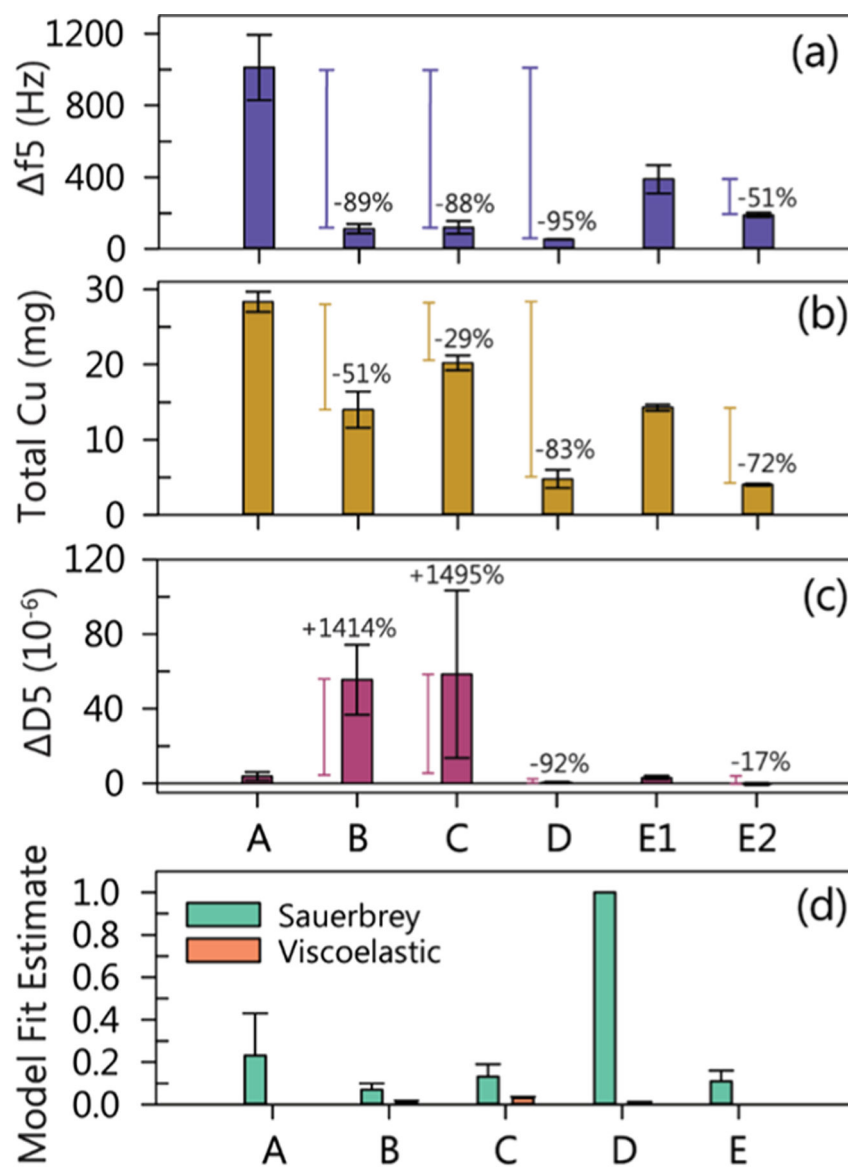 (a)
Δf5 (Hz)
1200
800
400
0
-89%
-88%
-95%
-51%
(b)
Total Cu (mg)
30
20
10
0
-51%
-29%
-83%
-72%
(c)
ΔD5 (10⁻⁶)
120
80
40
0
+1414%
+1495%
-92%
-17%
A B C D E1 E2
(d)
Model Fit Estimate
1.0
0.8
0.6
0.4
0.2
0.0
Sauerbrey
Viscoelastic
A B C D E